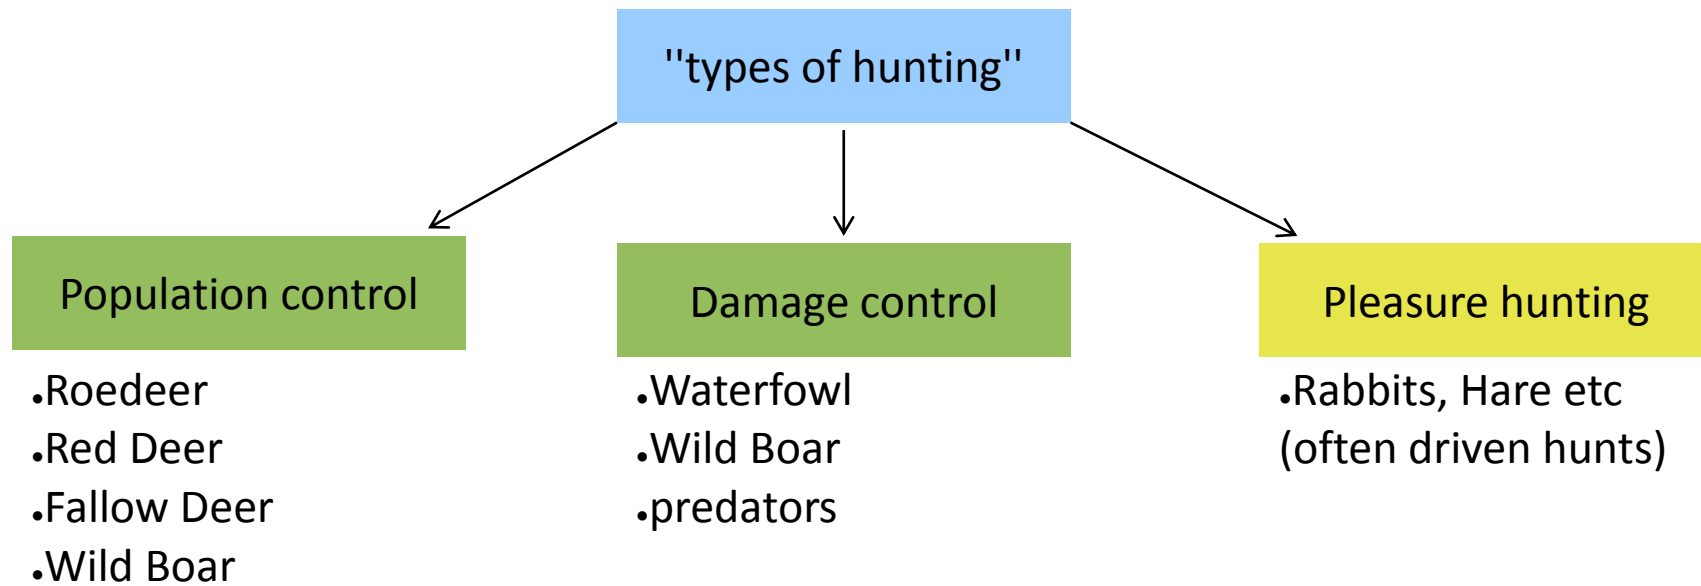 ''types of hunting''
Population control
•Roedeer
•Red Deer
•Fallow Deer
•Wild Boar
Damage control
•Waterfowl
•Wild Boar
•predators
Pleasure hunting
•Rabbits, Hare etc
(often driven hunts)